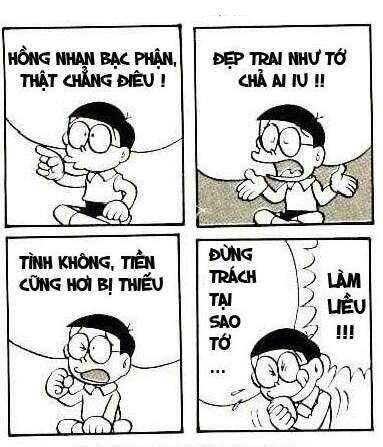 HỒNG NHAN BẠC PHẬN,
THẬT CHẲNG ĐIÊU !
ĐẸP TRAI NHƯ TỚ
CHẢ AI IU !!
TÌNH KHÔNG, TIỀN
CŨNG HƠI BỊ THIẾU
ĐỪNG
TRÁCH
TẠI
SAO
TỚ
...
LÀM
LIỀU
!!!